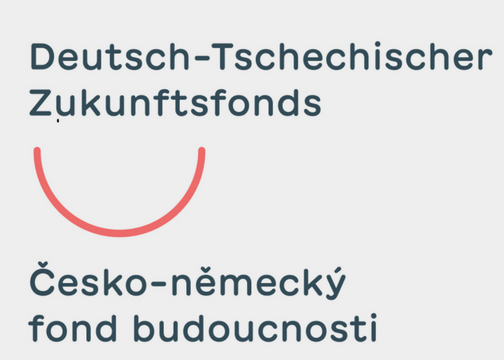 Deutsch-Tschechischer
Zukunftsfonds
Česko-německý
fond budoucnosti